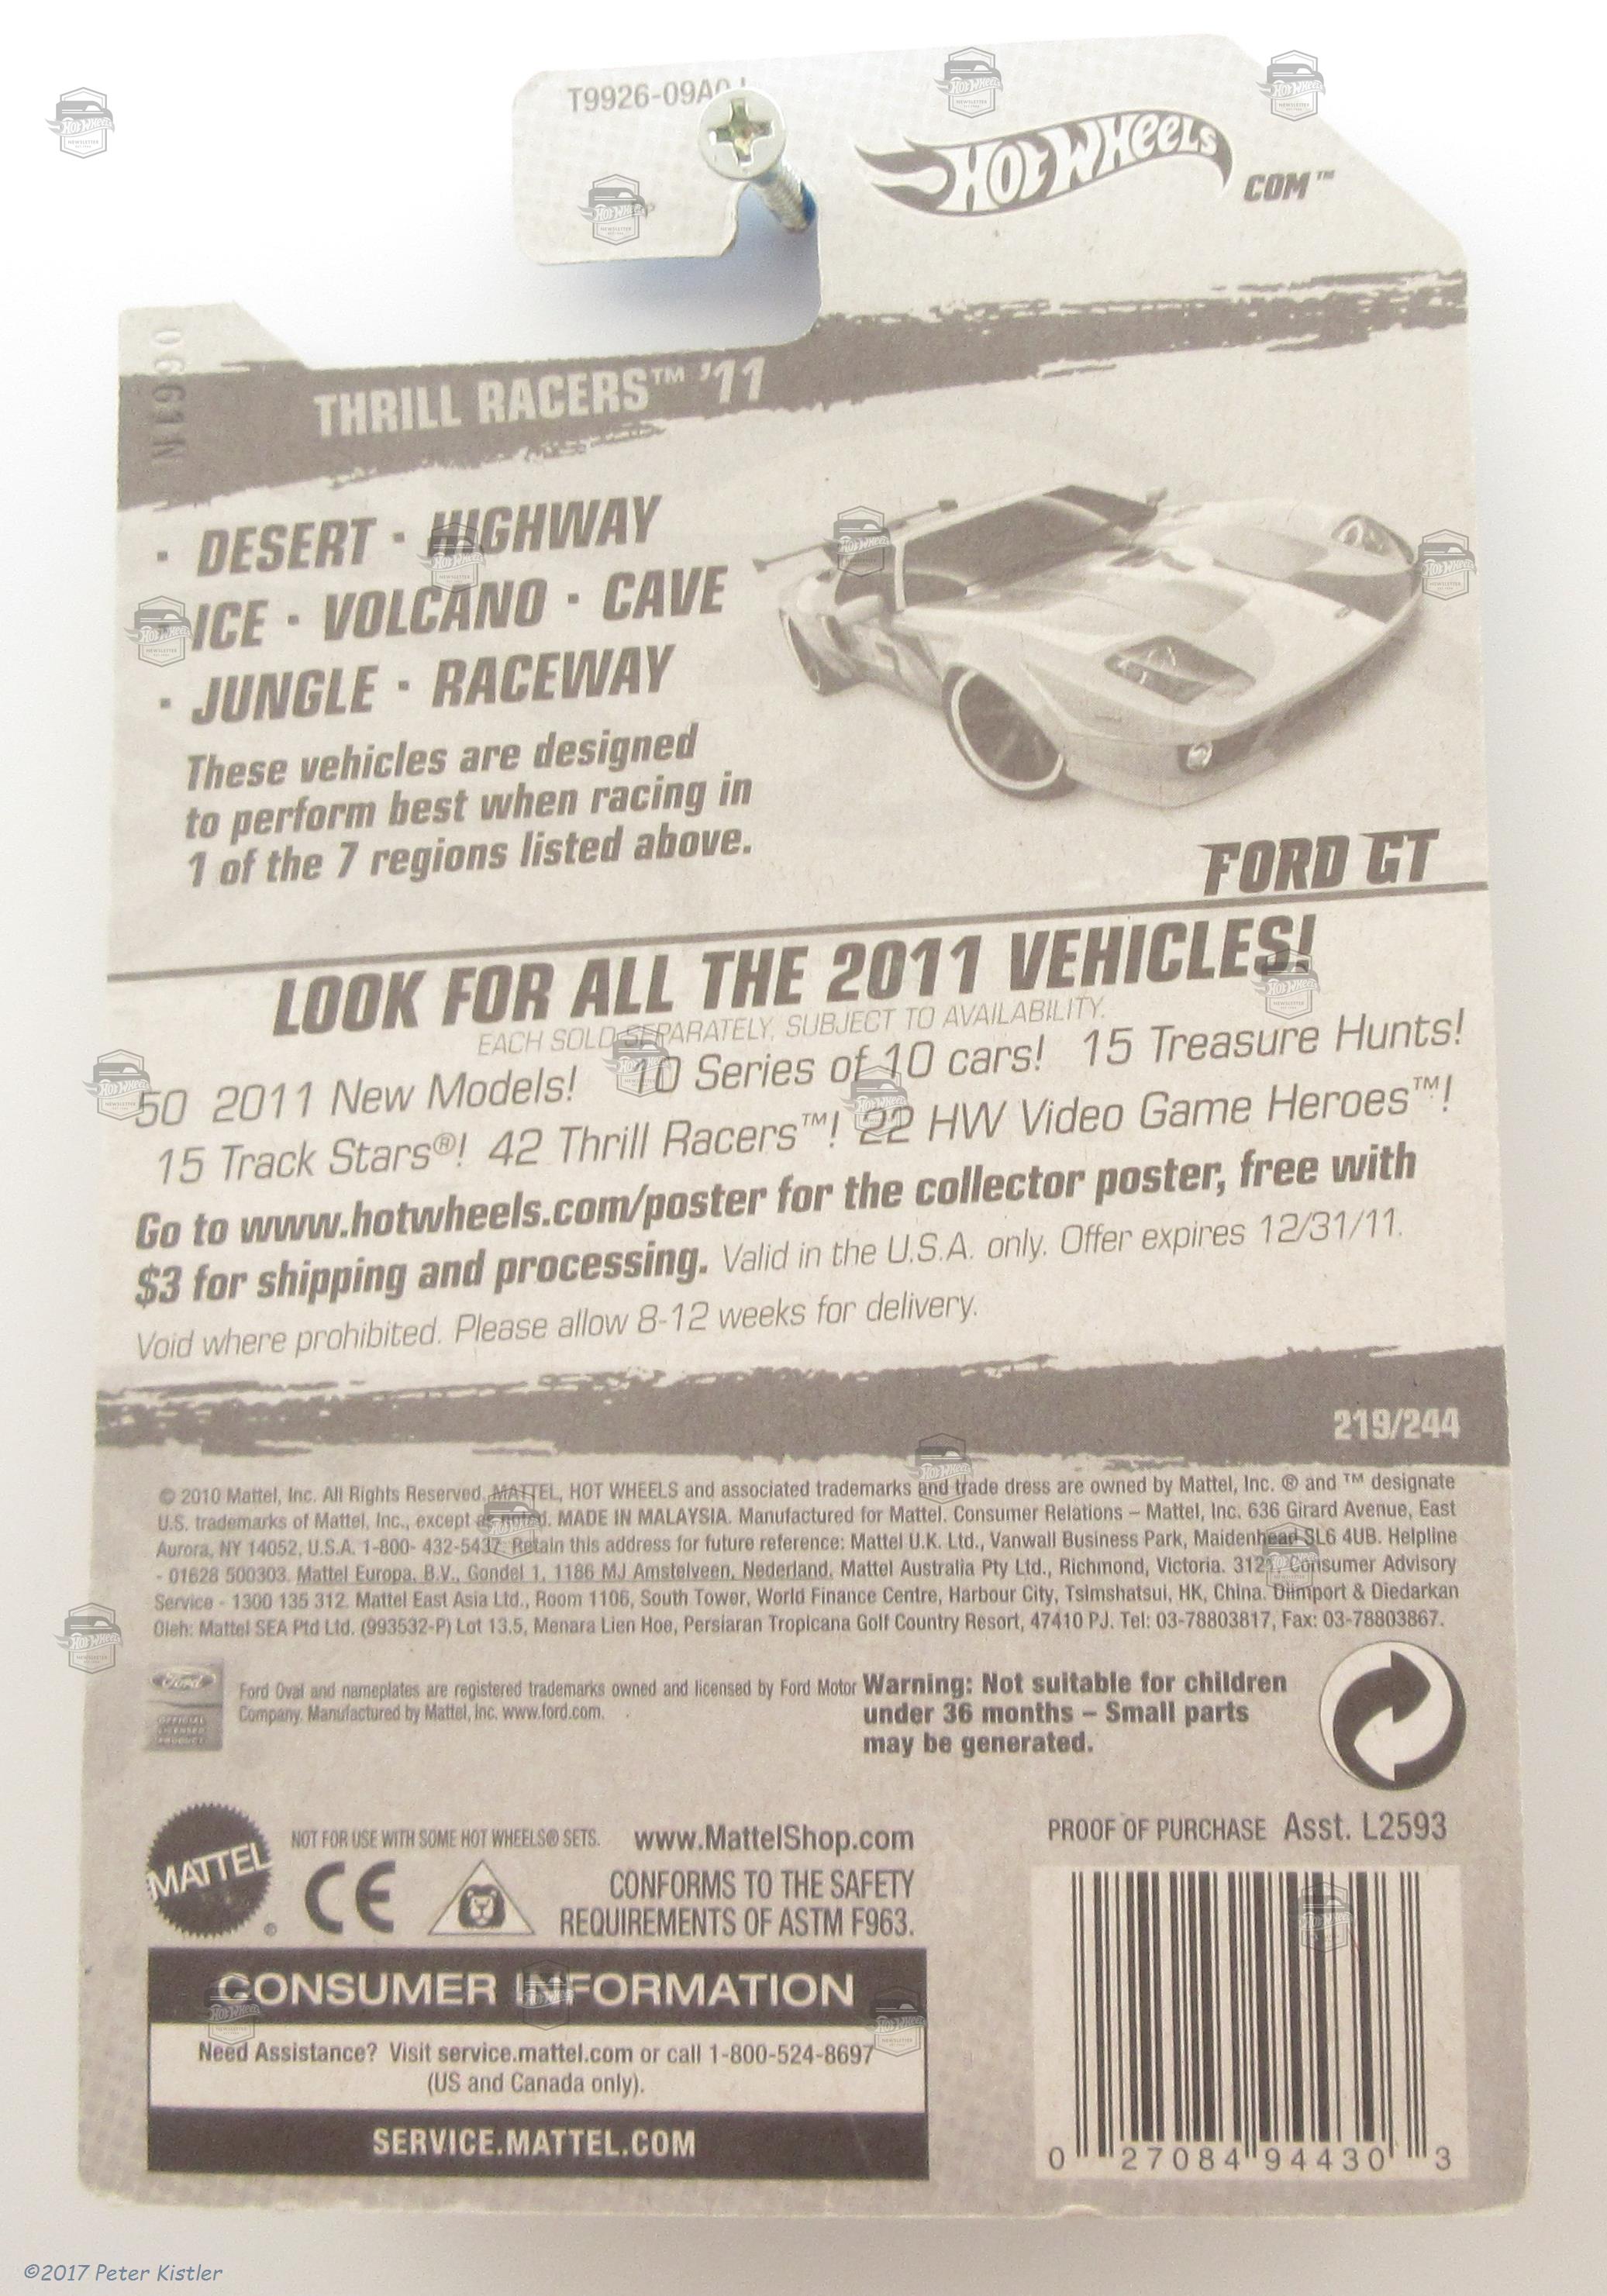 T9926-09A0
HOT WHEELS
COM™
THRILL RACERS™ '11
· DESERT · HIGHWAY
· ICE · VOLCANO · CAVE
· JUNGLE · RACEWAY
These vehicles are designed
to perform best when racing in
1 of the 7 regions listed above.
FORD GT
LOOK FOR ALL THE 2011 VEHICLES!
EACH SOLD SEPARATELY, SUBJECT TO AVAILABILITY.
50 2011 New Models! 10 Series of 10 cars! 15 Treasure Hunts!
15 Track Stars®! 42 Thrill Racers™! 22 HW Video Game Heroes™!
Go to www.hotwheels.com/poster for the collector poster, free with
$3 for shipping and processing. Valid in the U.S.A. only. Offer expires 12/31/11.
Void where prohibited. Please allow 8-12 weeks for delivery.
219/244
© 2010 Mattel, Inc. All Rights Reserved. MATTEL, HOT WHEELS and associated trademarks and trade dress are owned by Mattel, Inc. ® and ™ designate
U.S. trademarks of Mattel, Inc., except as noted. MADE IN MALAYSIA. Manufactured for Mattel. Consumer Relations – Mattel, Inc. 636 Girard Avenue, East
Aurora, NY 14052, U.S.A. 1-800- 432-5437. Retain this address for future reference: Mattel U.K. Ltd., Vanwall Business Park, Maidenhead SL6 4UB. Helpline
- 01628 500303. Mattel Europa, B.V., Gondel 1, 1186 MJ Amstelveen, Nederland. Mattel Australia Pty Ltd., Richmond, Victoria. 3121. Consumer Advisory
Service - 1300 135 312. Mattel East Asia Ltd., Room 1106, South Tower, World Finance Centre, Harbour City, Tsimshatsui, HK, China. Diimport & Diedarkan
Oleh: Mattel SEA Ptd Ltd. (993532-P) Lot 13.5, Menara Lien Hoe, Persiaran Tropicana Golf Country Resort, 47410 PJ. Tel: 03-78803817, Fax: 03-78803867.
Ford
OFFICIAL
LICENSED
PRODUCT
Ford Oval and nameplates are registered trademarks owned and licensed by Ford Motor
Company. Manufactured by Mattel, Inc. www.ford.com.
Warning: Not suitable for children
under 36 months – Small parts
may be generated.
MATTEL
®
NOT FOR USE WITH SOME HOT WHEELS® SETS.
www.MattelShop.com
CE
CONFORMS TO THE SAFETY
REQUIREMENTS OF ASTM F963.
PROOF OF PURCHASE Asst. L2593
CONSUMER INFORMATION
Need Assistance? Visit service.mattel.com or call 1-800-524-8697
(US and Canada only).
SERVICE.MATTEL.COM
0 27084 94430 3
©2017 Peter Kistler